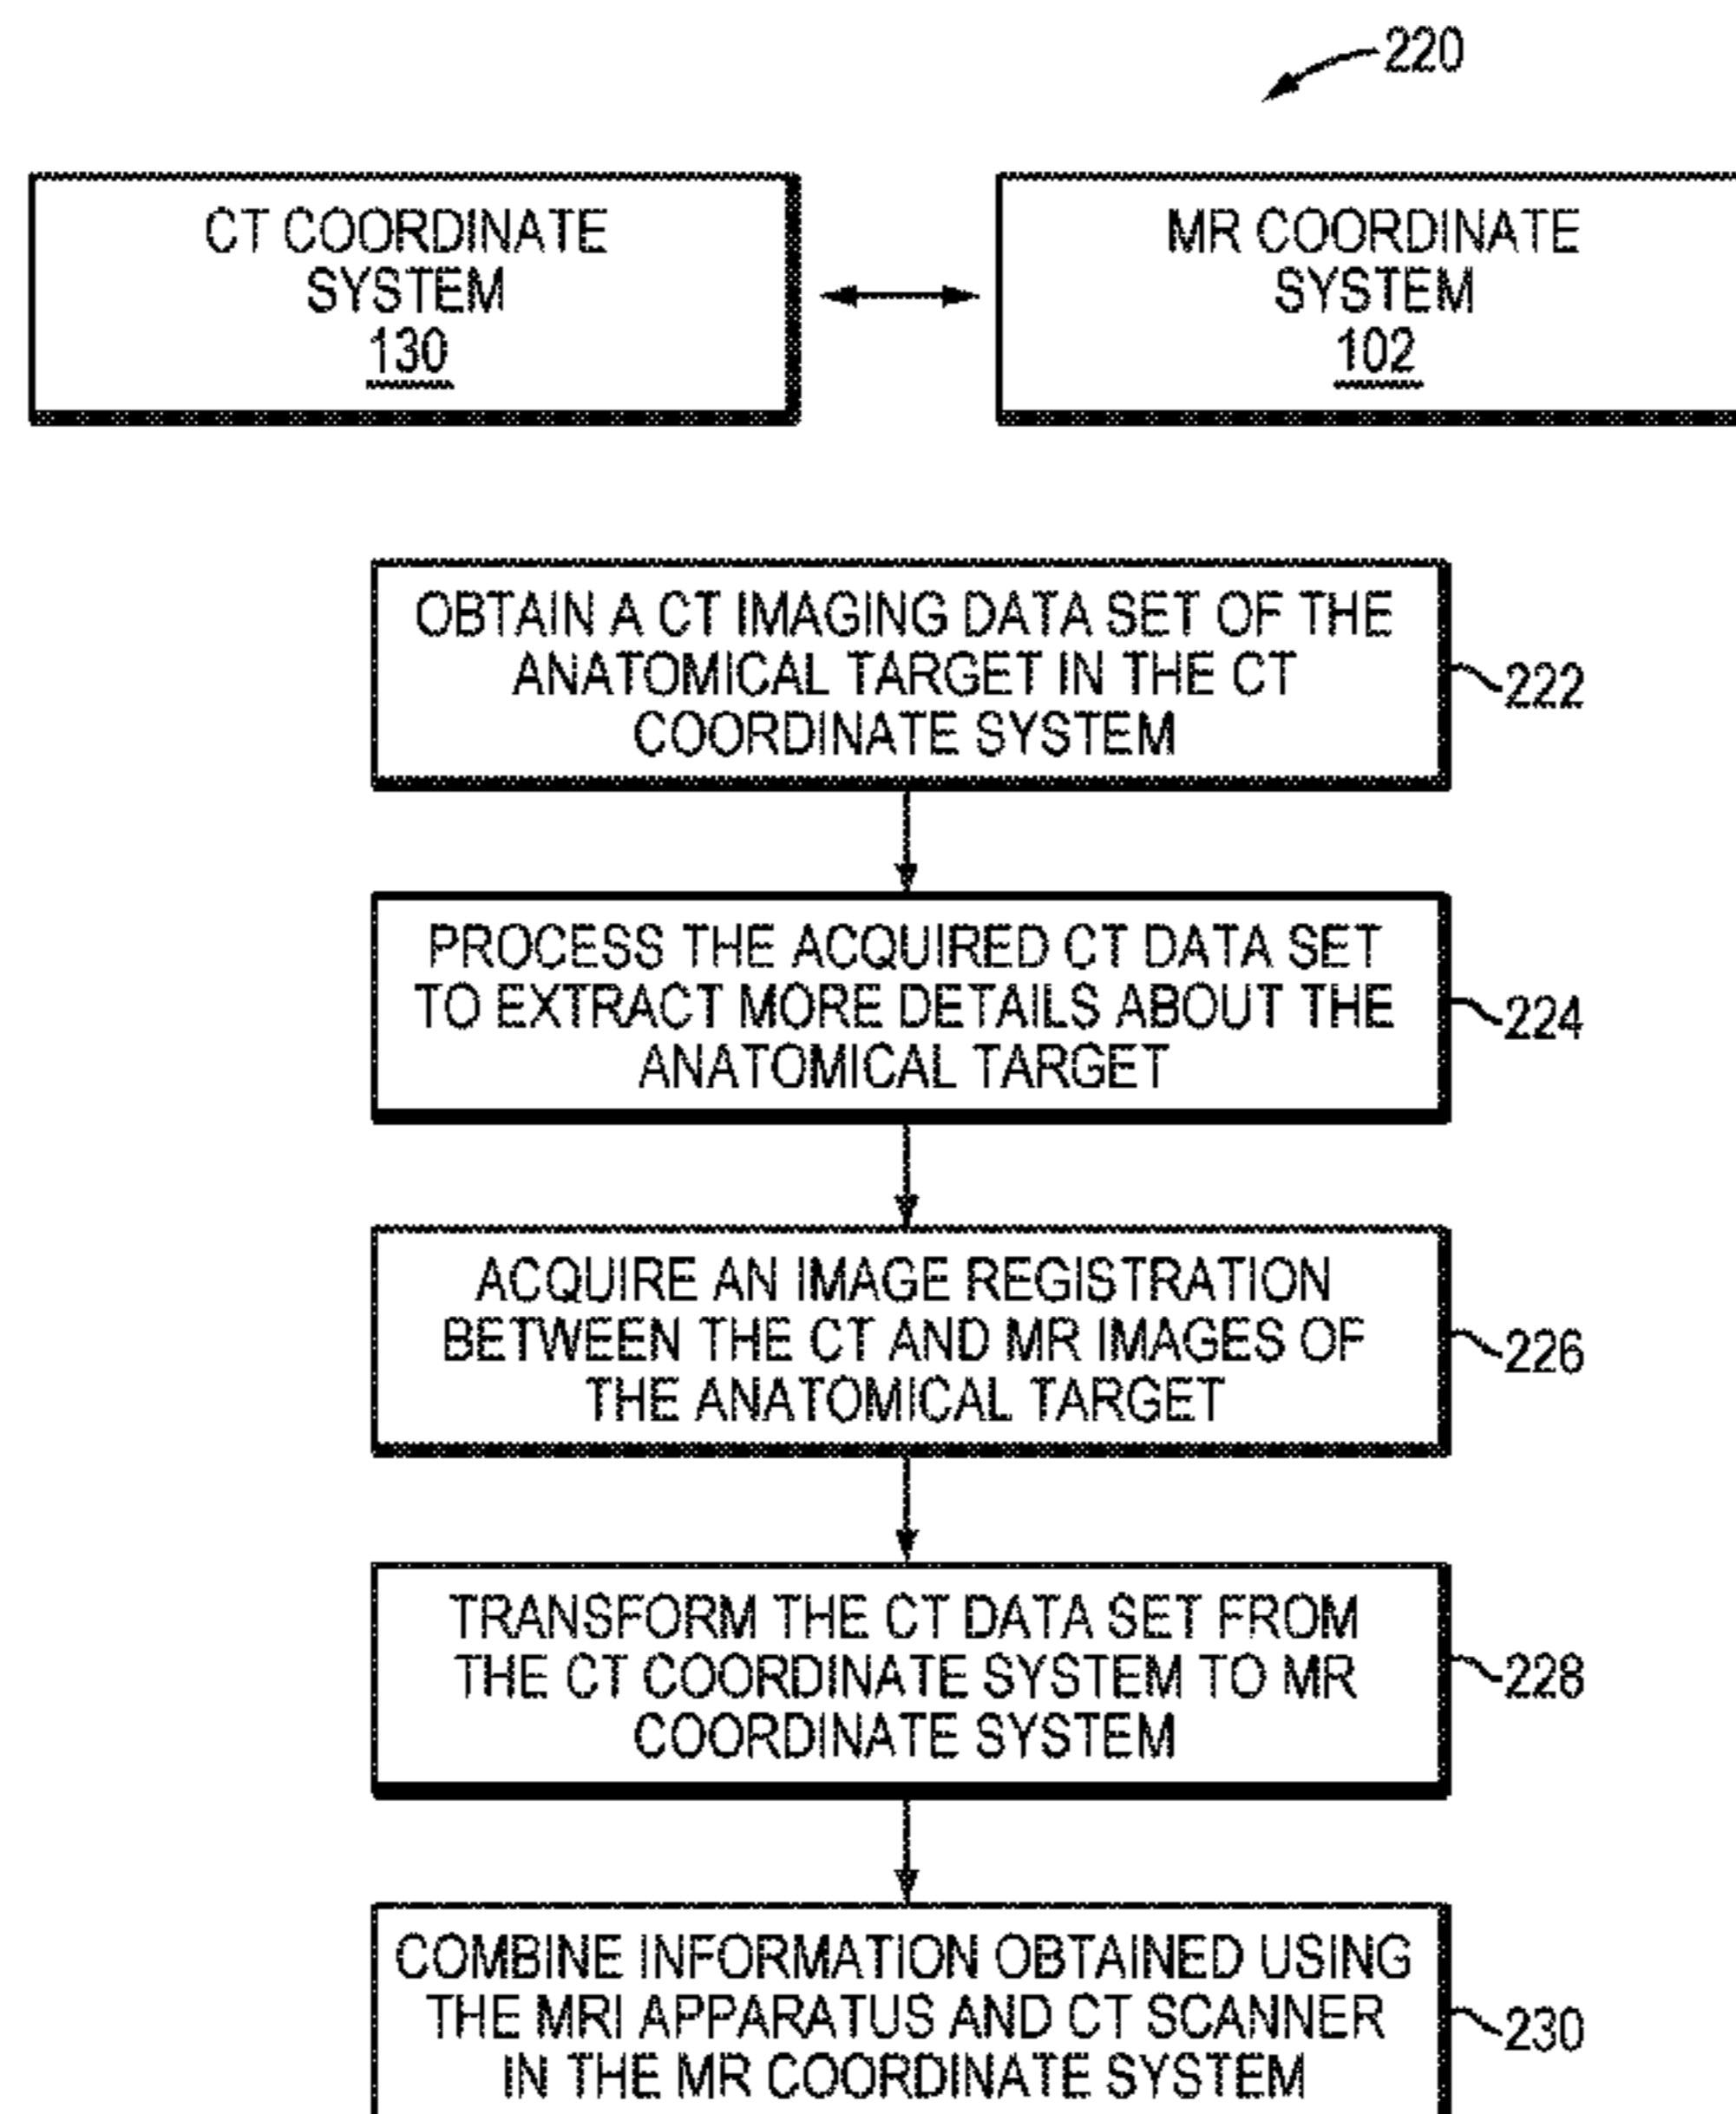 220
CT COORDINATE
SYSTEM
130
MR COORDINATE
SYSTEM
102
OBTAIN A CT IMAGING DATA SET OF THE
ANATOMICAL TARGET IN THE CT
COORDINATE SYSTEM
222
PROCESS THE ACQUIRED CT DATA SET
TO EXTRACT MORE DETAILS ABOUT THE
ANATOMICAL TARGET
224
ACQUIRE AN IMAGE REGISTRATION
BETWEEN THE CT AND MR IMAGES OF
THE ANATOMICAL TARGET
226
TRANSFORM THE CT DATA SET FROM
THE CT COORDINATE SYSTEM TO MR
COORDINATE SYSTEM
228
COMBINE INFORMATION OBTAINED USING
THE MRI APPARATUS AND CT SCANNER
IN THE MR COORDINATE SYSTEM
230